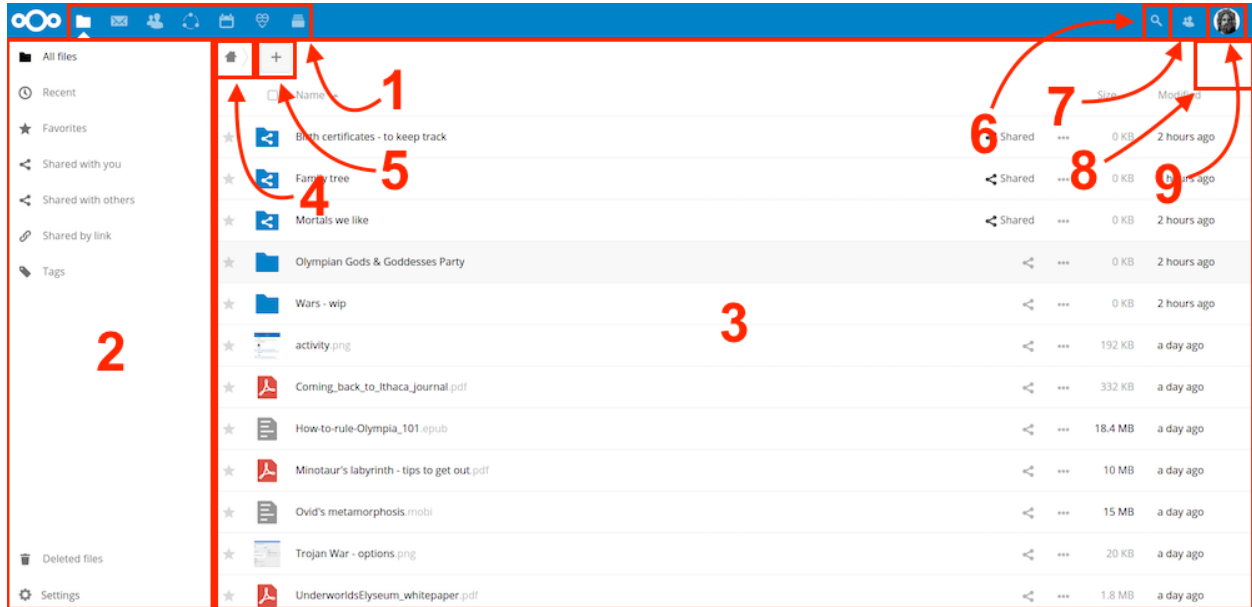 All files
Recent
Favorites
Shared with you
Shared with others
Shared by link
Tags
Deleted files
Settings
1
2
3
4
5
6
7
8
9
Name Size Modified
Birth certificates - to keep track Shared ... 0 KB 2 hours ago
Family tree Shared ... 0 KB hours ago
Mortals we like Shared ... 0 KB 2 hours ago
Olympian Gods & Goddesses Party ... 0 KB 2 hours ago
Wars - wip ... 0 KB 2 hours ago
activity.png ... 192 KB a day ago
Coming_back_to_Ithaca_journal.pdf ... 332 KB a day ago
How-to-rule-Olympia_101.epub ... 18.4 MB a day ago
Minotaur's labyrinth - tips to get out.pdf ... 10 MB a day ago
Ovid's metamorphosis.mobi ... 15 MB a day ago
Trojan War - options.png ... 20 KB a day ago
UnderworldsElyseum_whitepaper.pdf ... 1.8 MB a day ago